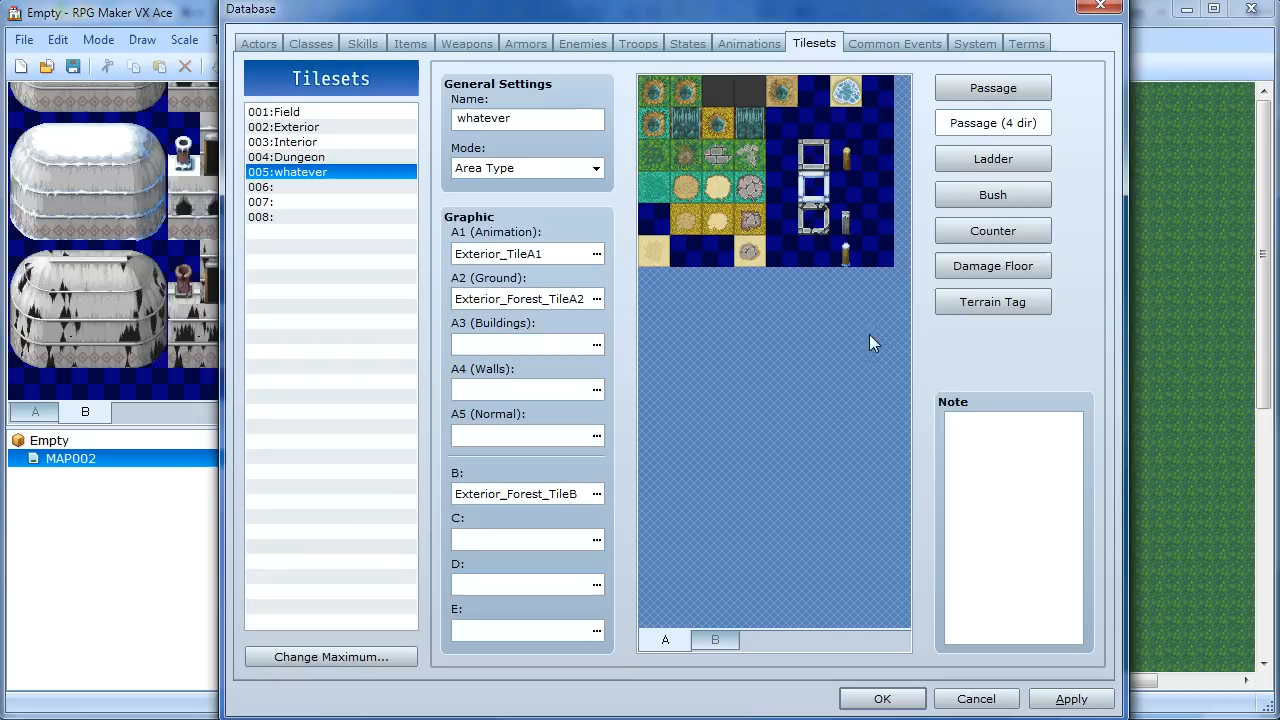 Empty - RPG Maker VX Ace
File Edit Mode Draw Scale
A B
Empty
MAP002
Database
Actors Classes Skills Items Weapons Armors Enemies Troops States Animations Tilesets Common Events System Terms
Tilesets
001:Field
002:Exterior
003:Interior
004:Dungeon
005:whatever
006:
007:
008:
Change Maximum...
General Settings
Name:
whatever
Mode:
Area Type
Graphic
A1 (Animation):
Exterior_TileA1 ...
A2 (Ground):
Exterior_Forest_TileA2 ...
A3 (Buildings):
...
A4 (Walls):
...
A5 (Normal):
...
B:
Exterior_Forest_TileB ...
C:
...
D:
...
E:
...
A B
Passage
Passage (4 dir)
Ladder
Bush
Counter
Damage Floor
Terrain Tag
Note
OK Cancel Apply